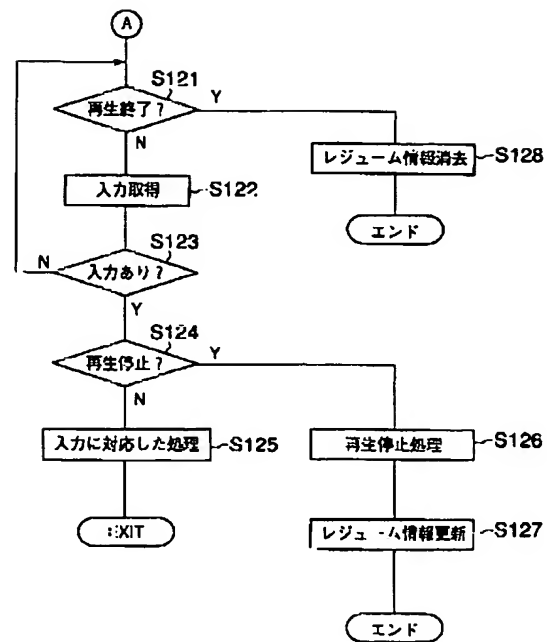 A
S121
再生終了?
Y
N
レジューム情報消去
S128
入力取得
S122
エンド
S123
N
入力あり?
Y
S124
再生停止?
Y
N
入力に対応した処理
S125
再生停止処理
S126
EXIT
レジューム情報更新
S127
エンド